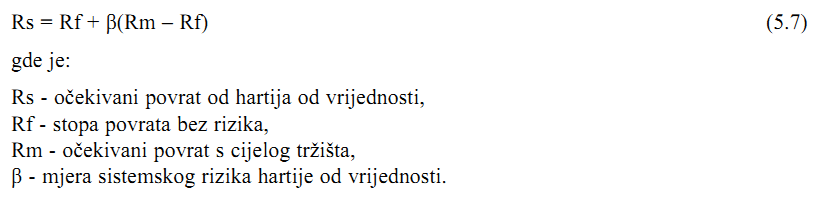 Rs = Rf + β(Rm – Rf) (5.7)
gde je:
Rs - očekivani povrat od hartija od vrijednosti,
Rf - stopa povrata bez rizika,
Rm - očekivani povrat s cijelog tržišta,
β - mjera sistemskog rizika hartije od vrijednosti.